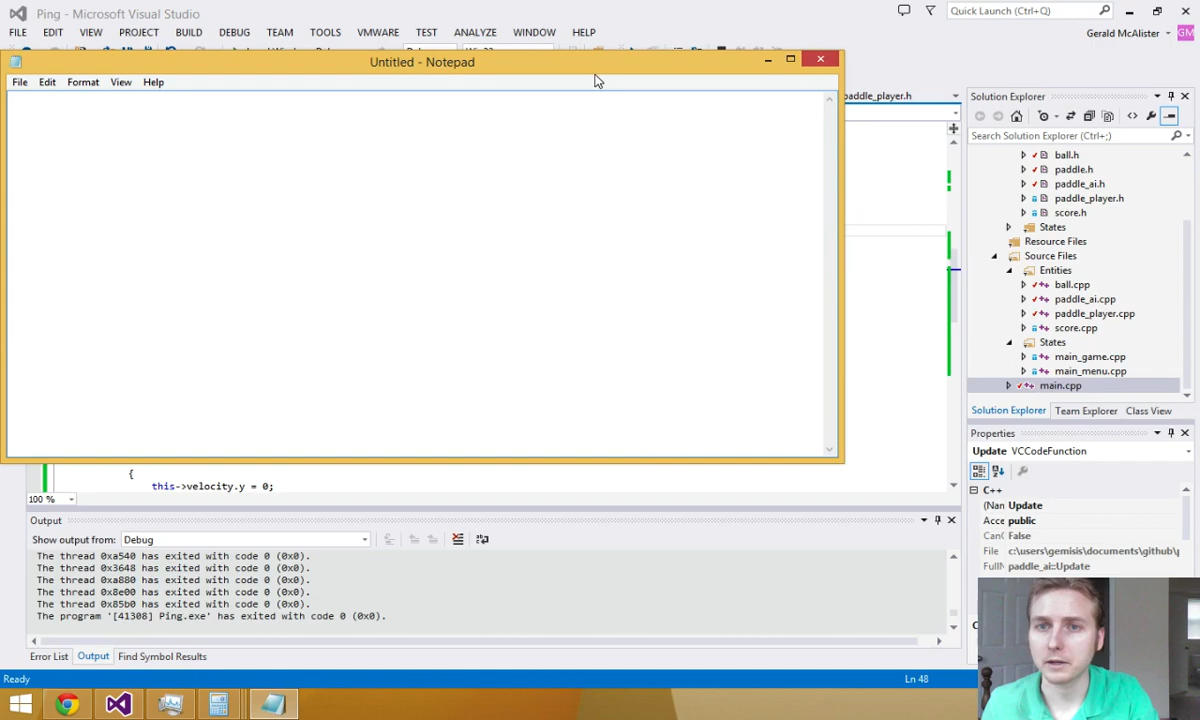 Ping - Microsoft Visual Studio
Quick Launch (Ctrl+Q)
FILE EDIT VIEW PROJECT BUILD DEBUG TEAM TOOLS VMWARE TEST ANALYZE WINDOW HELP
Gerald McAlister GM
Untitled - Notepad
File Edit Format View Help
paddle_player.h
Solution Explorer
Search Solution Explorer (Ctrl+;)
ball.h
paddle.h
paddle_ai.h
paddle_player.h
score.h
States
Resource Files
Source Files
Entities
ball.cpp
paddle_ai.cpp
paddle_player.cpp
score.cpp
States
main_game.cpp
main_menu.cpp
main.cpp
Solution Explorer Team Explorer Class View
Properties
Update VCCodeFunction
C++
(Nam Update
Acce public
CanO False
File c:\users\gemisis\documents\github\p
FullN paddle_ai::Update
{
this->velocity.y = 0;
100 %
Output
Show output from: Debug
The thread 0xa540 has exited with code 0 (0x0).
The thread 0x3648 has exited with code 0 (0x0).
The thread 0xa880 has exited with code 0 (0x0).
The thread 0x8e00 has exited with code 0 (0x0).
The thread 0x85b0 has exited with code 0 (0x0).
The program '[41308] Ping.exe' has exited with code 0 (0x0).
Error List Output Find Symbol Results
Ready
Ln 48